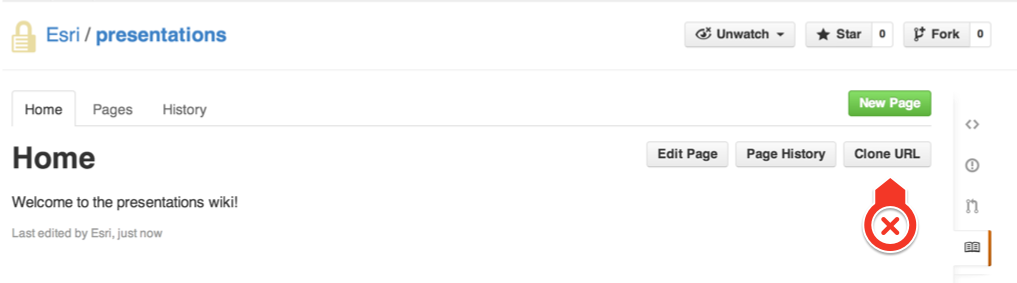 Esri / presentations
Unwatch Star 0 Fork 0
Home Pages History New Page
Home Edit Page Page History Clone URL
Welcome to the presentations wiki!
Last edited by Esri, just now